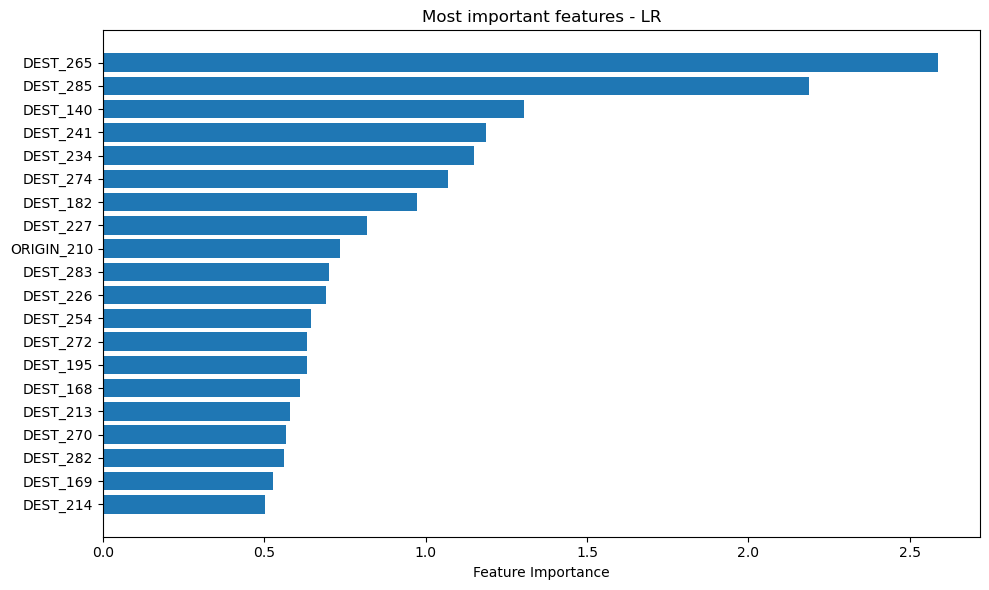 Most important features - LR
DEST_265
DEST_285
DEST_140
DEST_241
DEST_234
DEST_274
DEST_182
DEST_227
ORIGIN_210
DEST_283
DEST_226
DEST_254
DEST_272
DEST_195
DEST_168
DEST_213
DEST_270
DEST_282
DEST_169
DEST_214
0.0 0.5 1.0 1.5 2.0 2.5
Feature Importance